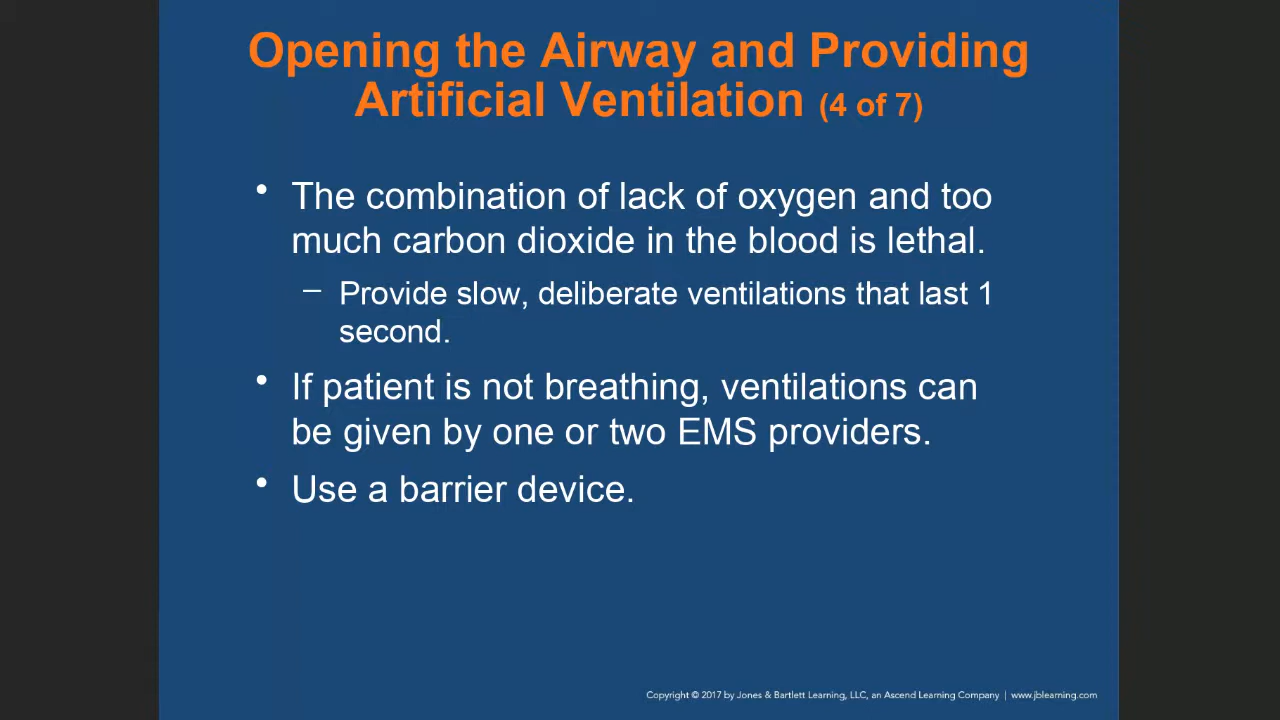 Opening the Airway and Providing
Artificial Ventilation (4 of 7)
• The combination of lack of oxygen and too
much carbon dioxide in the blood is lethal.
– Provide slow, deliberate ventilations that last 1
second.
• If patient is not breathing, ventilations can
be given by one or two EMS providers.
• Use a barrier device.
Copyright © 2017 by Jones & Bartlett Learning, LLC, an Ascend Learning Company | www.jblearning.com